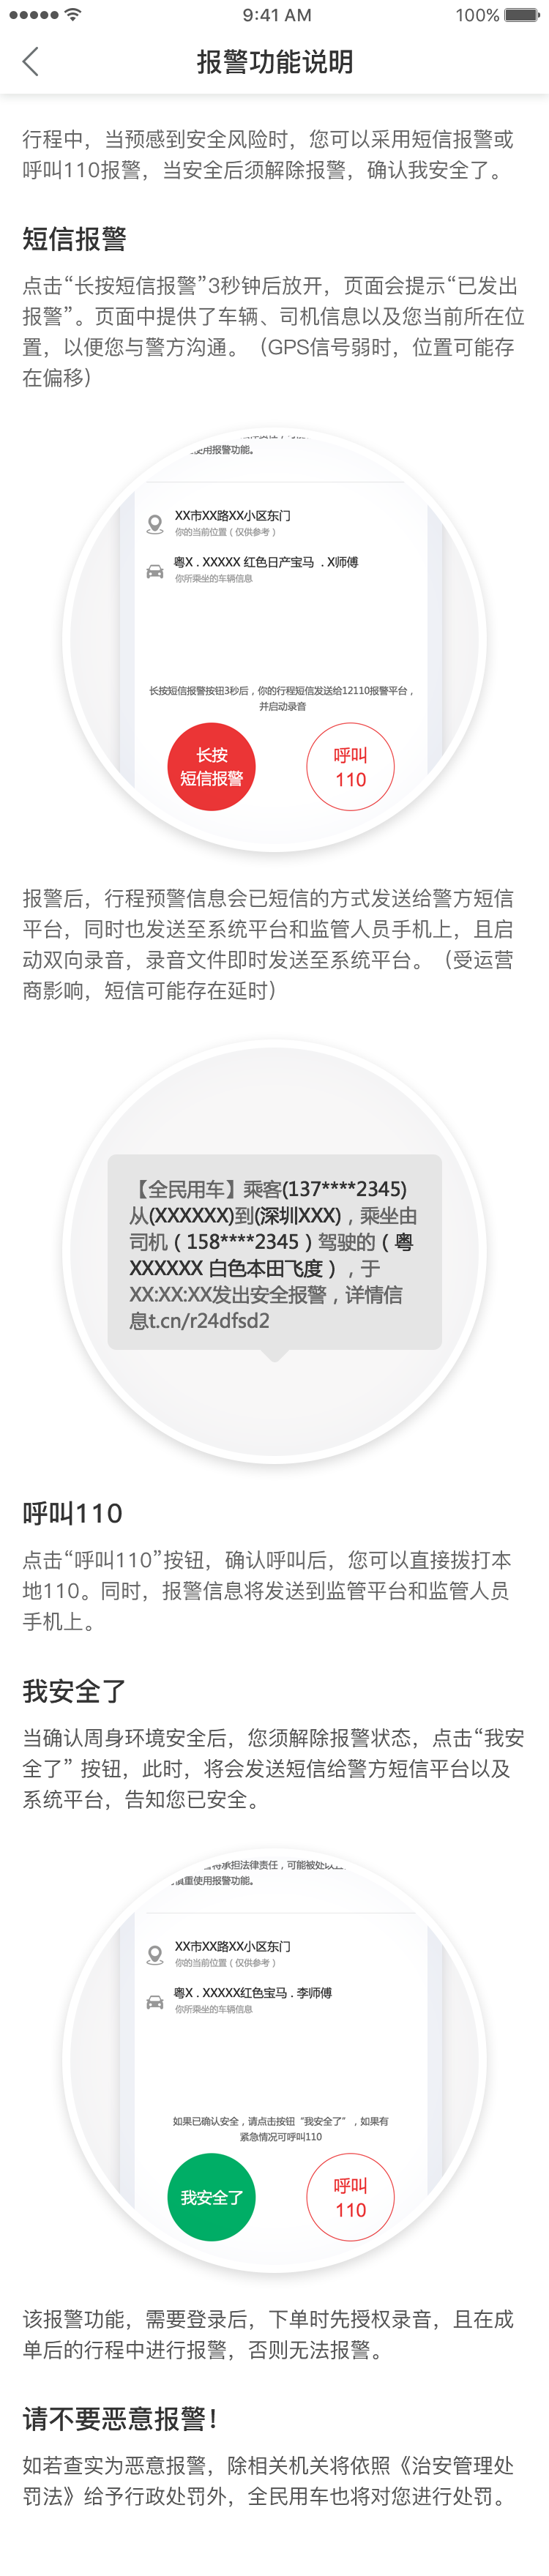 9:41 AM
100%
报警功能说明
行程中，当预感到安全风险时，您可以采用短信报警或
呼叫110报警，当安全后须解除报警，确认我安全了。
短信报警
点击“长按短信报警”3秒钟后放开，页面会提示“已发出
报警”。页面中提供了车辆、司机信息以及您当前所在位
置，以便您与警方沟通。（GPS信号弱时，位置可能存
在偏移）
使用报警功能。
XX市XX路XX小区东门
你的当前位置（仅供参考）
粤X . XXXXX 红色日产宝马 . X师傅
你所乘坐的车辆信息
长按短信报警按钮3秒后，你的行程短信发送给12110报警平台，
并启动录音
长按
短信报警
呼叫
110
报警后，行程预警信息会已短信的方式发送给警方短信
平台，同时也发送至系统平台和监管人员手机上，且启
动双向录音，录音文件即时发送至系统平台。（受运营
商影响，短信可能存在延时）
【全民用车】乘客(137****2345)
从(XXXXXX)到(深圳XXX)，乘坐由
司机（158****2345）驾驶的（粤
XXXXXX 白色本田飞度），于
XX:XX:XX发出安全报警，详情信
息t.cn/r24dfsd2
呼叫110
点击“呼叫110”按钮，确认呼叫后，您可以直接拨打本
地110。同时，报警信息将发送到监管平台和监管人员
手机上。
我安全了
当确认周身环境安全后，您须解除报警状态，点击“我安
全了” 按钮，此时，将会发送短信给警方短信平台以及
系统平台，告知您已安全。
将承担法律责任，可能被处以
慎重使用报警功能。
XX市XX路XX小区东门
你的当前位置（仅供参考）
粤X . XXXXX红色宝马 . 李师傅
你所乘坐的车辆信息
如果已确认安全，请点击按钮“我安全了”，如果有
紧急情况可呼叫110
我安全了
呼叫
110
该报警功能，需要登录后，下单时先授权录音，且在成
单后的行程中进行报警，否则无法报警。
请不要恶意报警！
如若查实为恶意报警，除相关机关将依照《治安管理处
罚法》给予行政处罚外，全民用车也将对您进行处罚。